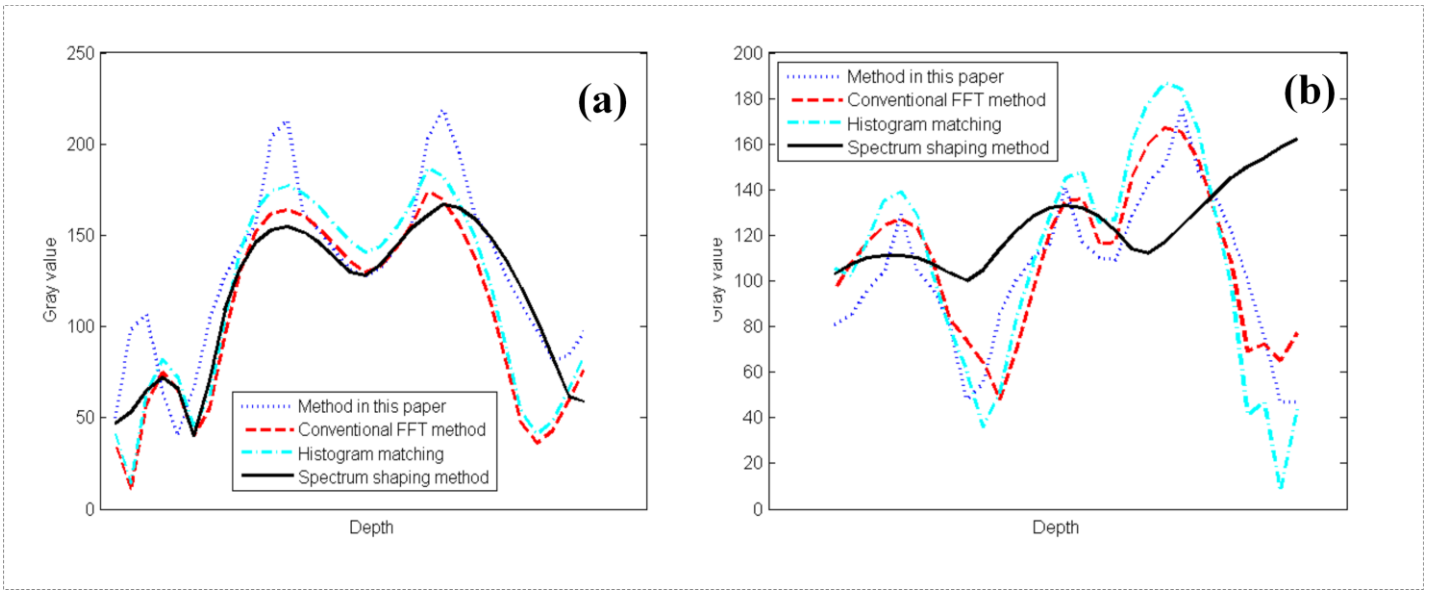 250
200
150
100
50
0
Gray value
(a)
Method in this paper
Conventional FFT method
Histogram matching
Spectrum shaping method
Depth
200
180
160
140
120
100
80
60
40
20
0
Gray value
(b)
Method in this paper
Conventional FFT method
Histogram matching
Spectrum shaping method
Depth